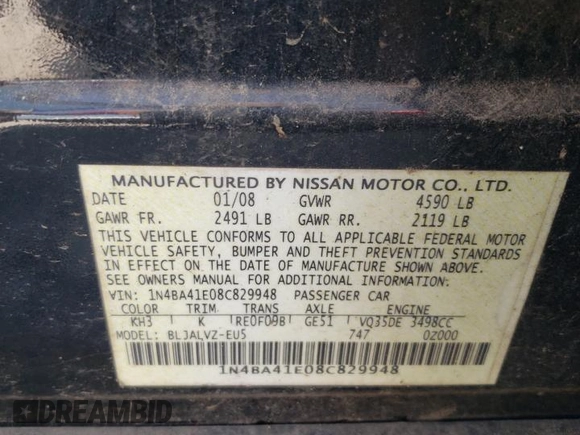 MANUFACTURED BY NISSAN MOTOR CO., LTD.
DATE 01/08 GVWR 4590 LB
GAWR FR. 2491 LB GAWR RR. 2119 LB
THIS VEHICLE CONFORMS TO ALL APPLICABLE FEDERAL MOTOR
VEHICLE SAFETY, BUMPER AND THEFT PREVENTION STANDARDS
IN EFFECT ON THE DATE OF MANUFACTURE SHOWN ABOVE.
SEE OWNERS MANUAL FOR ADDITIONAL INFORMATION.
VIN: 1N4BA41E08C829948 PASSENGER CAR
COLOR TRIM TRANS AXLE ENGINE
KH3 K RE0F09B GE51 VQ35DE 3498CC
MODEL: BLJALVZ-EU5 747 02000
1N4BA41E08C829948
DREAMBID